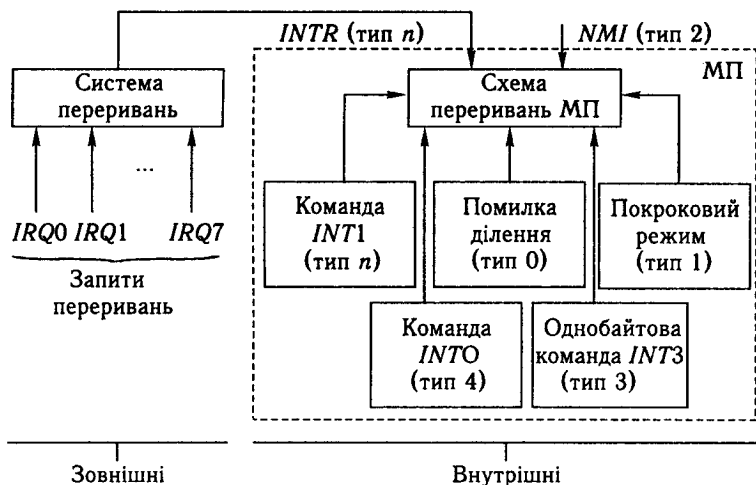 INTR (тип n)
NMI (тип 2)
МП
Система
переривань
Схема
переривань МП
...
IRQ0 IRQ1 IRQ7
Запити
переривань
Команда
INT1
(тип n)
Помилка
ділення
(тип 0)
Покроковий
режим
(тип 1)
Команда
INTO
(тип 4)
Однобайтова
команда INT3
(тип 3)
Зовнішні
Внутрішні